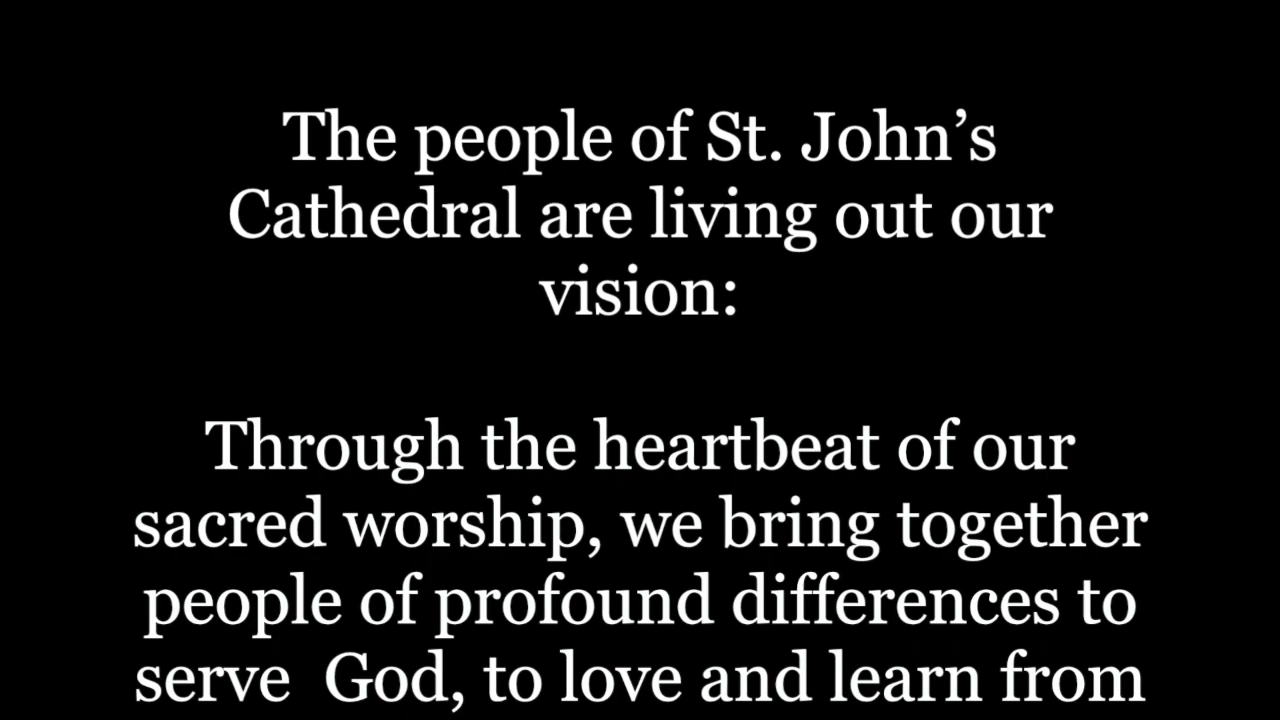 The people of St. John’s
Cathedral are living out our
vision:
Through the heartbeat of our
sacred worship, we bring together
people of profound differences to
serve  God, to love and learn from